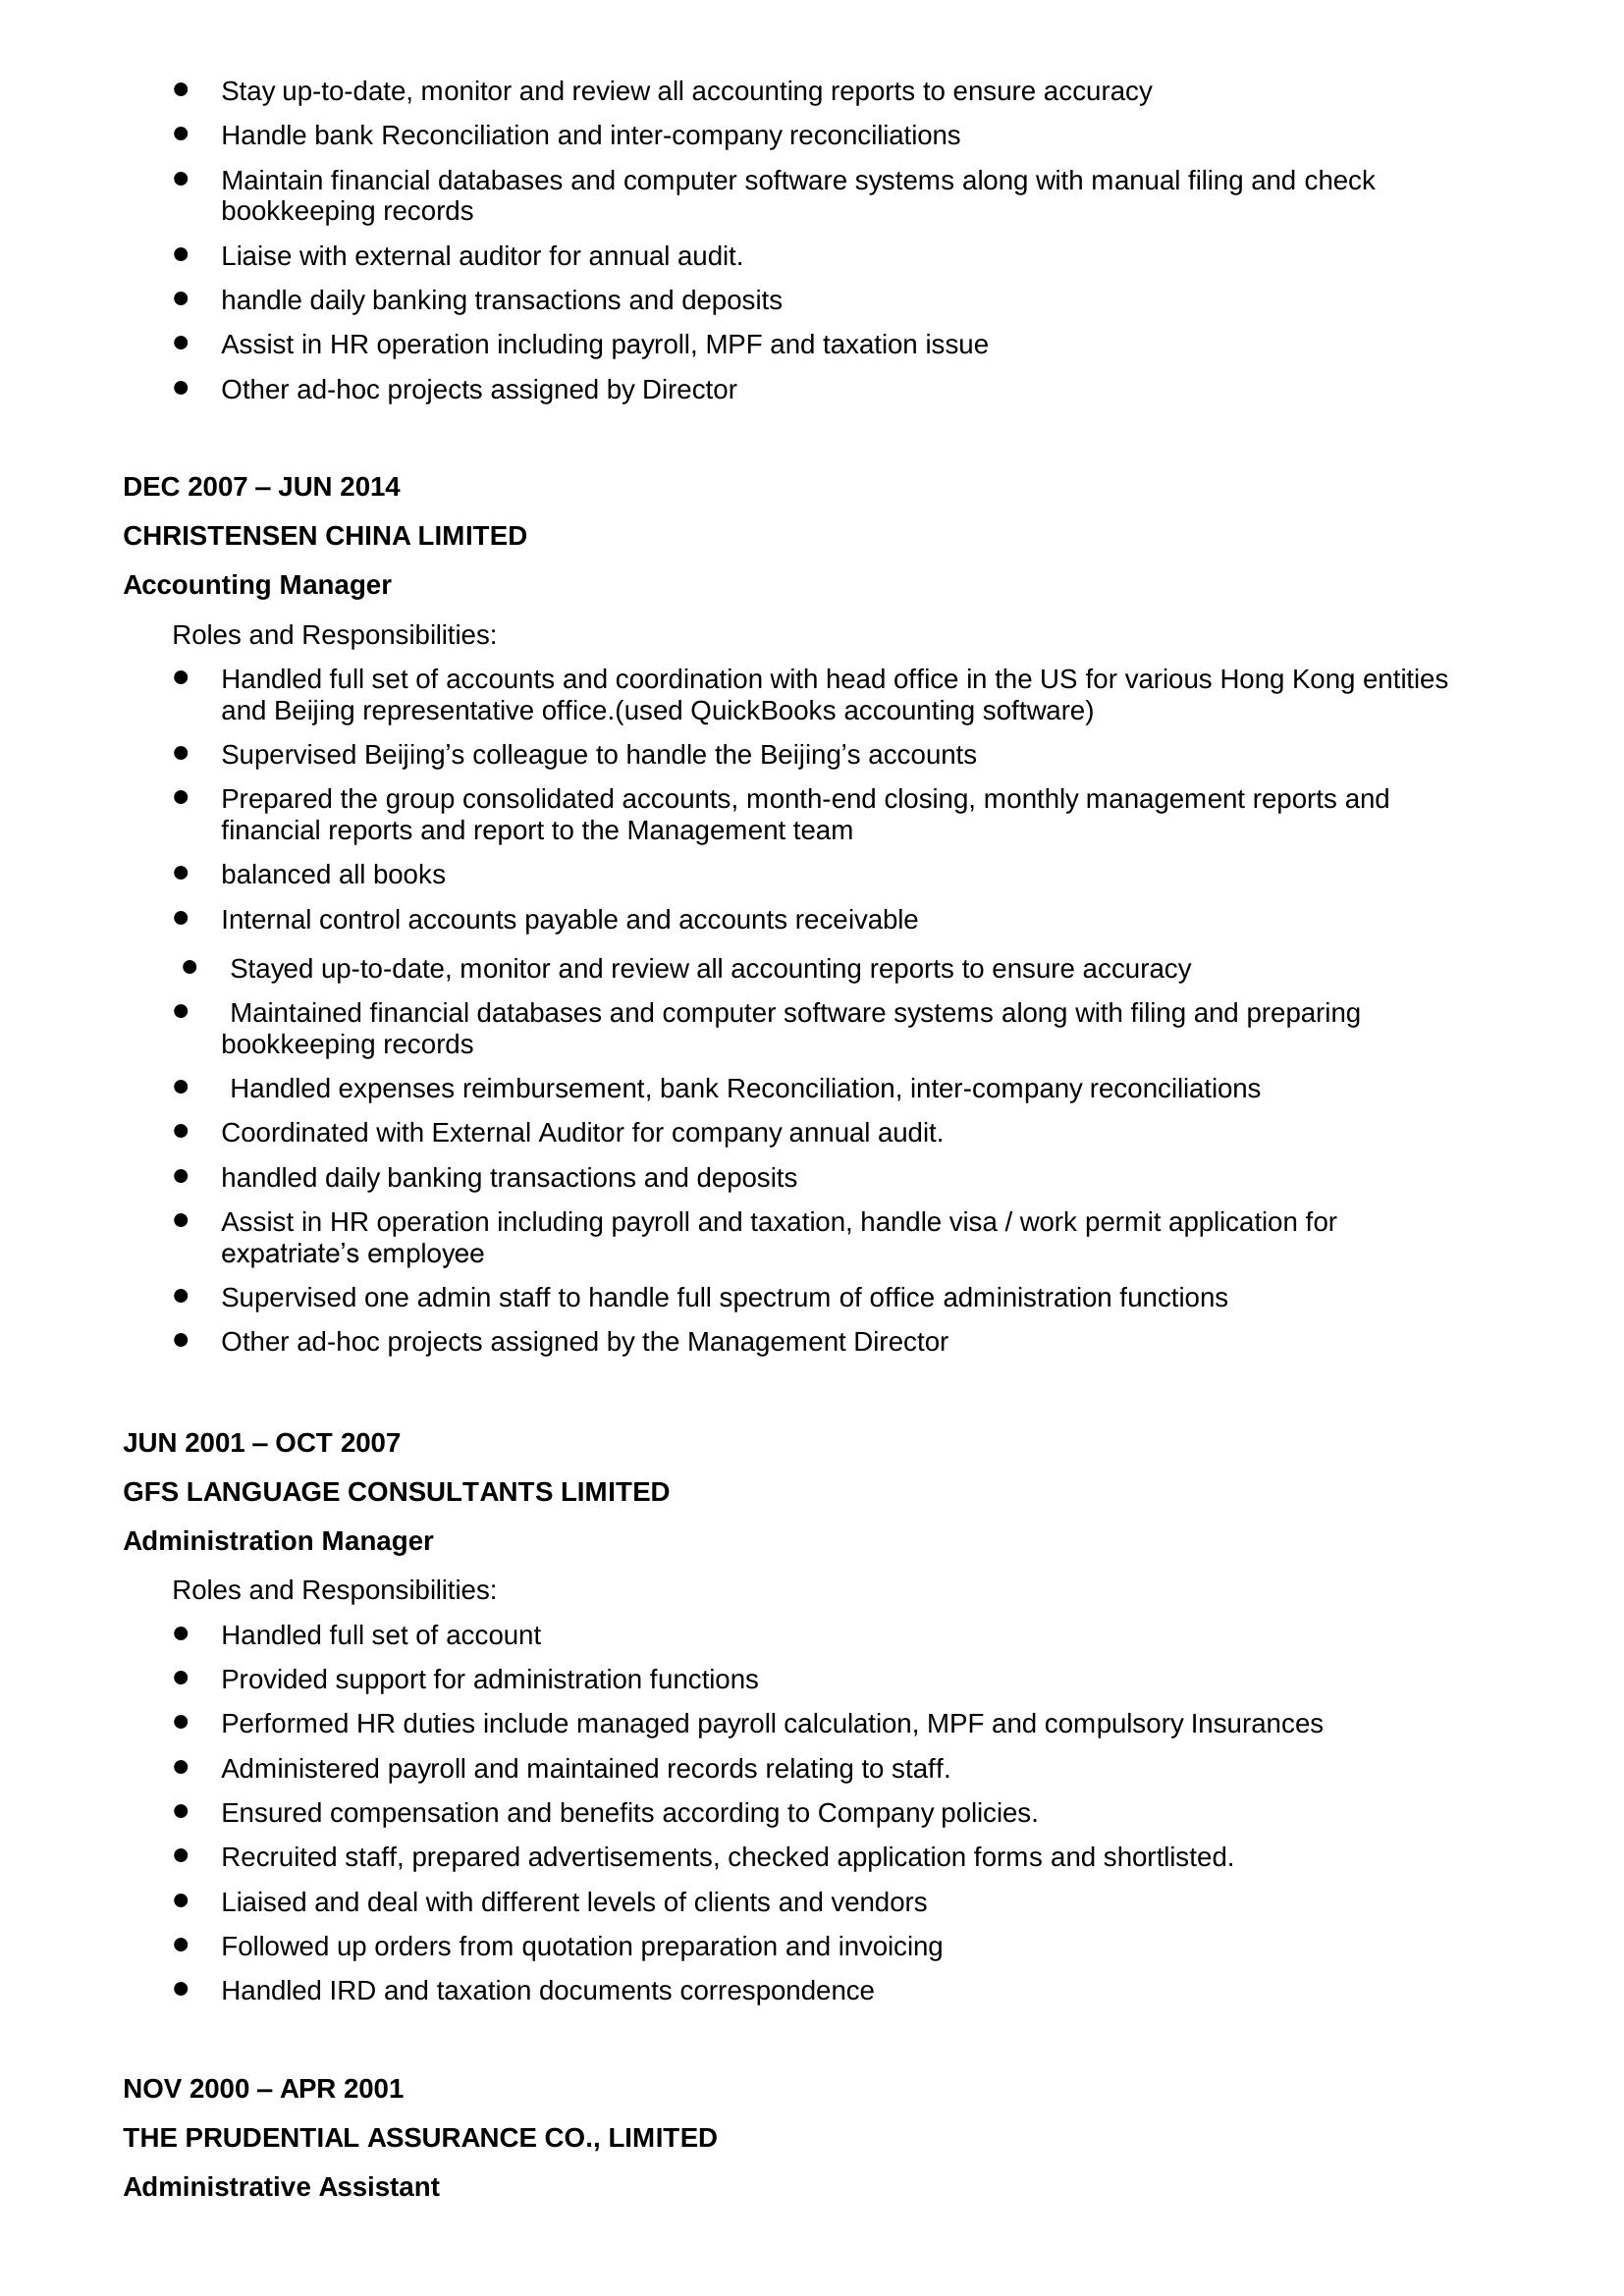 ● Stay up-to-date, monitor and review all accounting reports to ensure accuracy
● Handle bank Reconciliation and inter-company reconciliations
● Maintain financial databases and computer software systems along with manual filing and check
bookkeeping records
● Liaise with external auditor for annual audit.
● handle daily banking transactions and deposits
● Assist in HR operation including payroll, MPF and taxation issue
● Other ad-hoc projects assigned by Director
DEC 2007 – JUN 2014
CHRISTENSEN CHINA LIMITED
Accounting Manager
Roles and Responsibilities:
● Handled full set of accounts and coordination with head office in the US for various Hong Kong entities
and Beijing representative office.(used QuickBooks accounting software)
● Supervised Beijing’s colleague to handle the Beijing’s accounts
● Prepared the group consolidated accounts, month-end closing, monthly management reports and
financial reports and report to the Management team
● balanced all books
● Internal control accounts payable and accounts receivable
● Stayed up-to-date, monitor and review all accounting reports to ensure accuracy
● Maintained financial databases and computer software systems along with filing and preparing
bookkeeping records
● Handled expenses reimbursement, bank Reconciliation, inter-company reconciliations
● Coordinated with External Auditor for company annual audit.
● handled daily banking transactions and deposits
● Assist in HR operation including payroll and taxation, handle visa / work permit application for
expatriate’s employee
● Supervised one admin staff to handle full spectrum of office administration functions
● Other ad-hoc projects assigned by the Management Director
JUN 2001 – OCT 2007
GFS LANGUAGE CONSULTANTS LIMITED
Administration Manager
Roles and Responsibilities:
● Handled full set of account
● Provided support for administration functions
● Performed HR duties include managed payroll calculation, MPF and compulsory Insurances
● Administered payroll and maintained records relating to staff.
● Ensured compensation and benefits according to Company policies.
● Recruited staff, prepared advertisements, checked application forms and shortlisted.
● Liaised and deal with different levels of clients and vendors
● Followed up orders from quotation preparation and invoicing
● Handled IRD and taxation documents correspondence
NOV 2000 – APR 2001
THE PRUDENTIAL ASSURANCE CO., LIMITED
Administrative Assistant